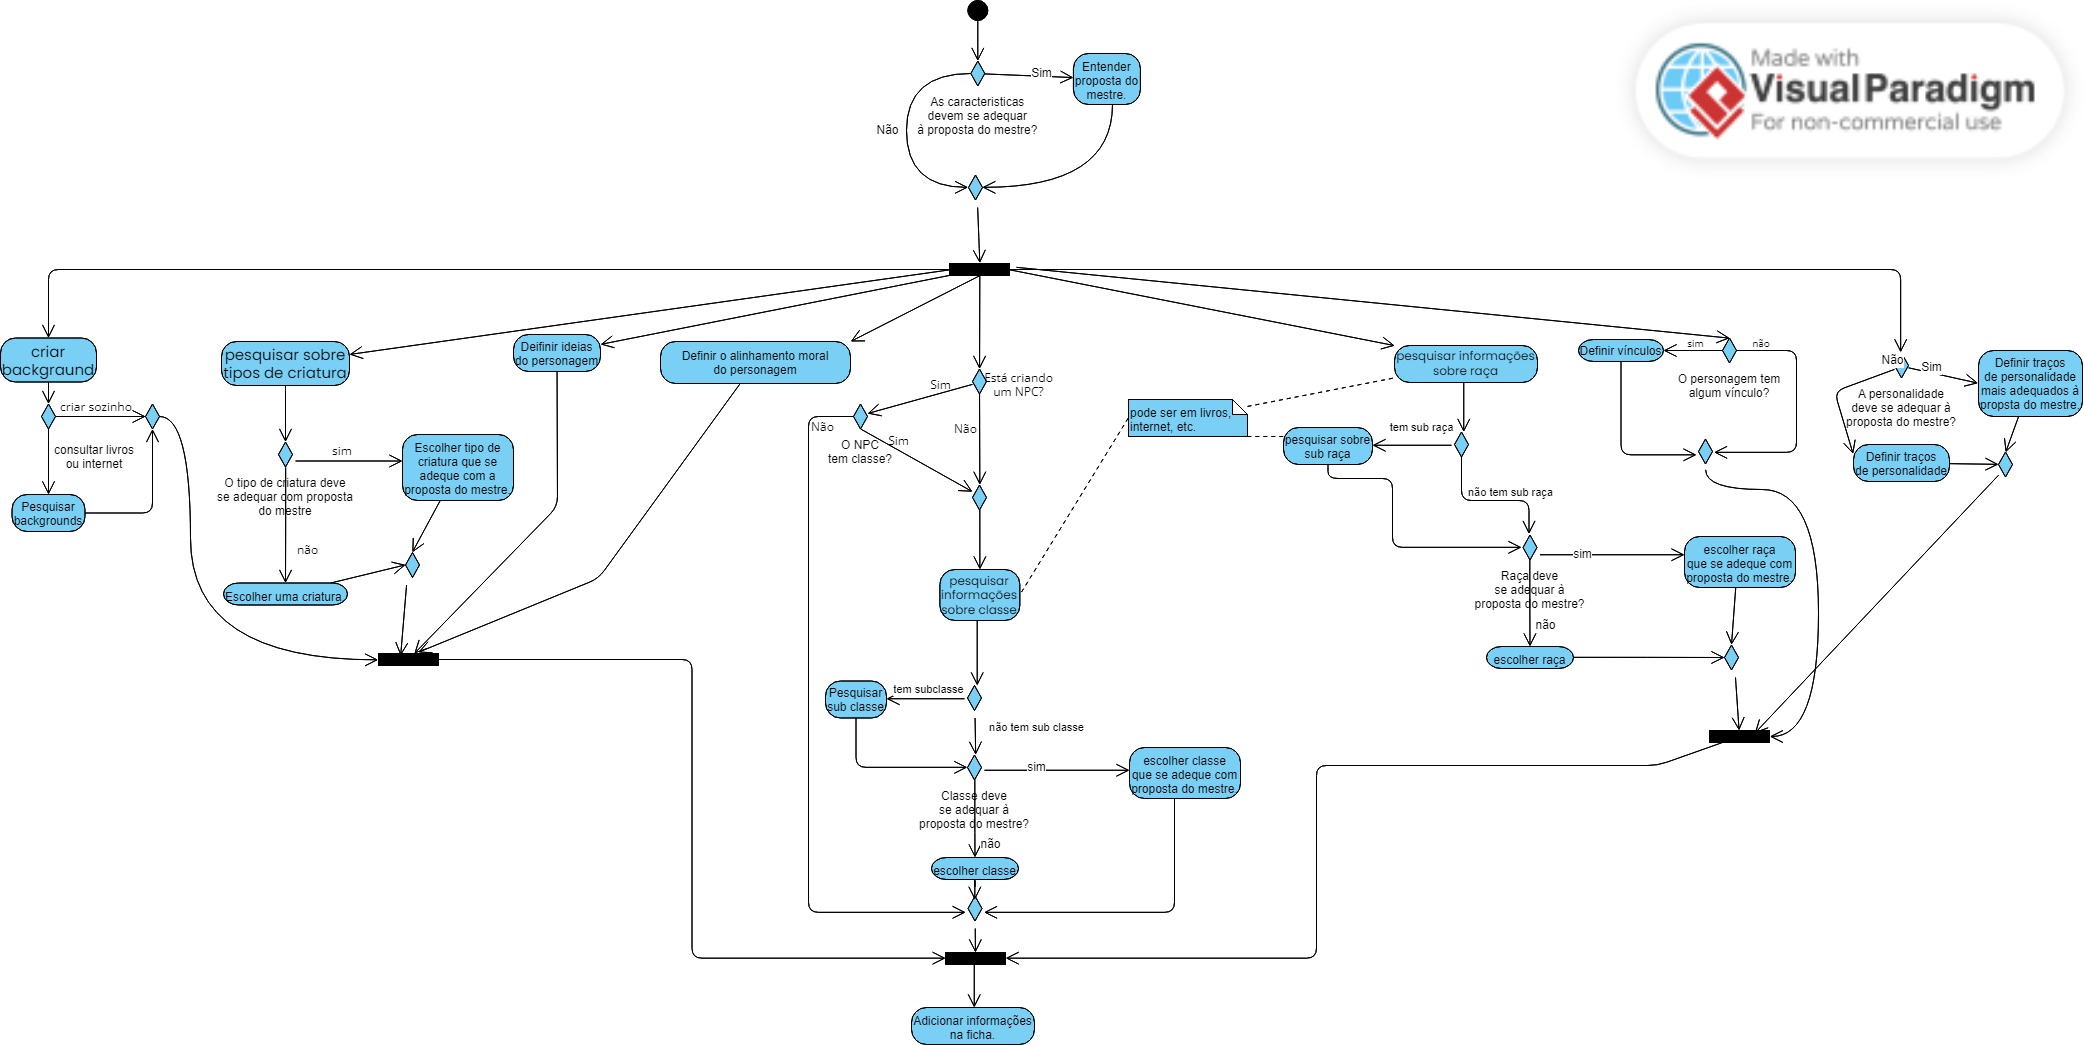 Made with
Visual Paradigm
For non-commercial use
Sim
Entender
proposta do
mestre.
As caracteristicas
devem se adequar
à proposta do mestre?
Não
criar
background
criar sozinho
consultar livros
ou internet
Pesquisar
backgrounds
pesquisar sobre
tipos de criatura
sim
Escolher tipo de
criatura que se
adeque com a
proposta do mestre.
O tipo de criatura deve
se adequar com proposta
do mestre
não
Escolher uma criatura
Deifinir ideias
do personagem
Definir o alinhamento moral
do personagem
Está criando
um NPC?
Sim
Não
Não
Sim
O NPC
tem classe?
pesquisar
informações
sobre classe
tem subclasse
Pesquisar
sub classe
não tem sub classe
sim
escolher classe
que se adeque com
proposta do mestre.
Classe deve
se adequar à
proposta do mestre?
não
escolher classe
pode ser em livros,
internet, etc.
pesquisar informações
sobre raça
tem sub raça
pesquisar sobre
sub raça
não tem sub raça
sim
escolher raça
que se adeque com
proposta do mestre.
Raça deve
se adequar à
proposta do mestre?
não
escolher raça
Definir vínculos
sim
não
O personagem tem
algum vínculo?
Não
Sim
Definir traços
de personalidade
mais adequados à
propsta do mestre.
A personalidade
deve se adequar à
proposta do mestre?
Definir traços
de personalidade
Adicionar informações
na ficha.